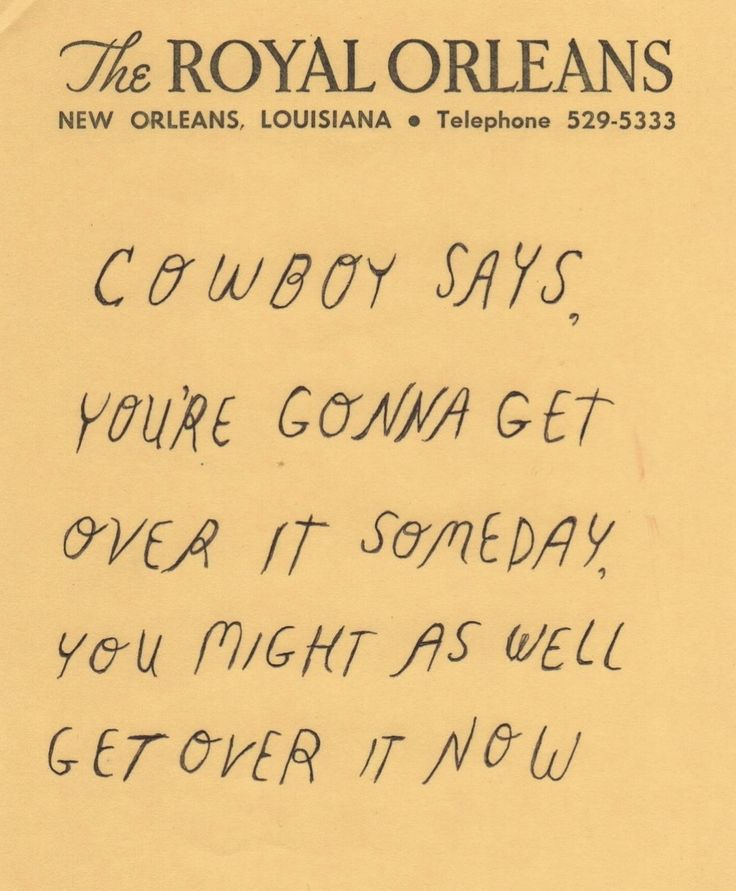 The ROYAL ORLEANS
NEW ORLEANS, LOUISIANA • Telephone 529-5333
COWBOY SAYS,
YOU'RE GONNA GET
OVER IT SOMEDAY,
YOU MIGHT AS WELL
GET OVER IT NOW